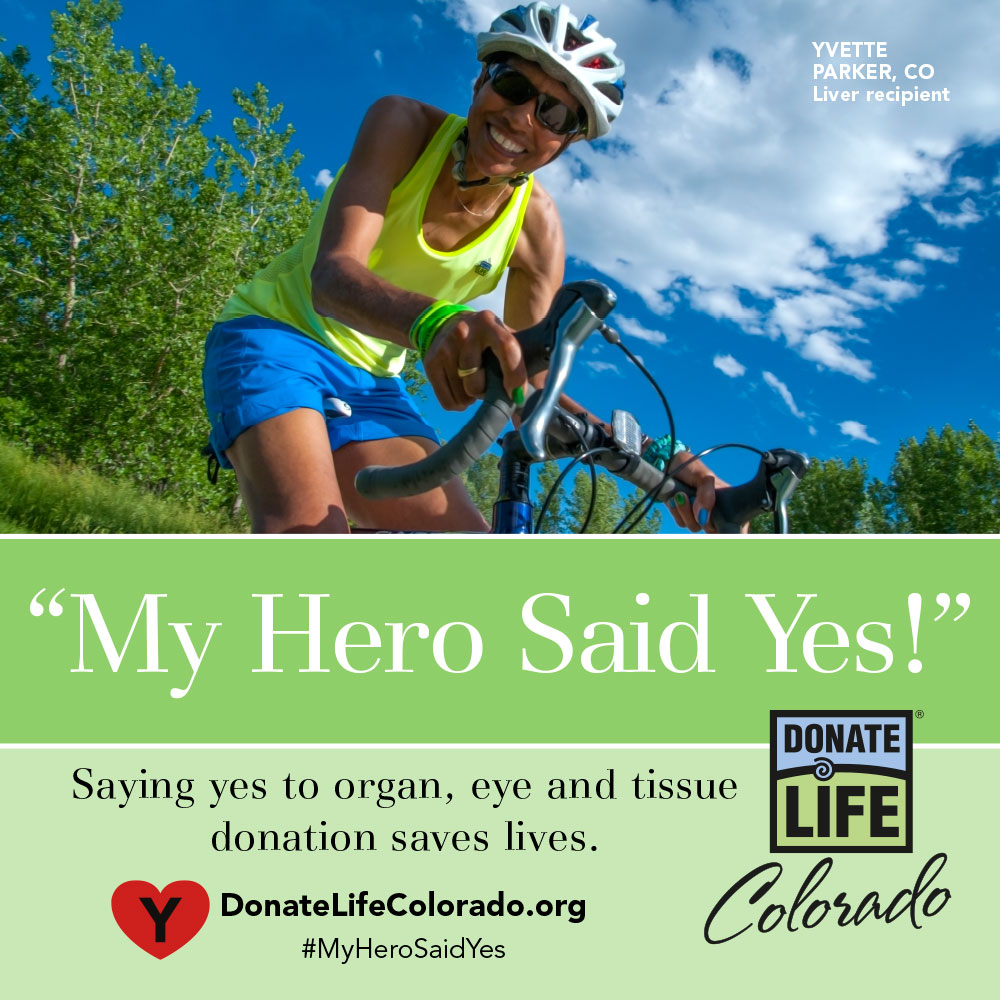 YVETTE
PARKER, CO
Liver recipient
“My Hero Said Yes!”
Saying yes to organ, eye and tissue
donation saves lives.
Y
DonateLifeColorado.org
#MyHeroSaidYes
DONATE
LIFE
®
Colorado